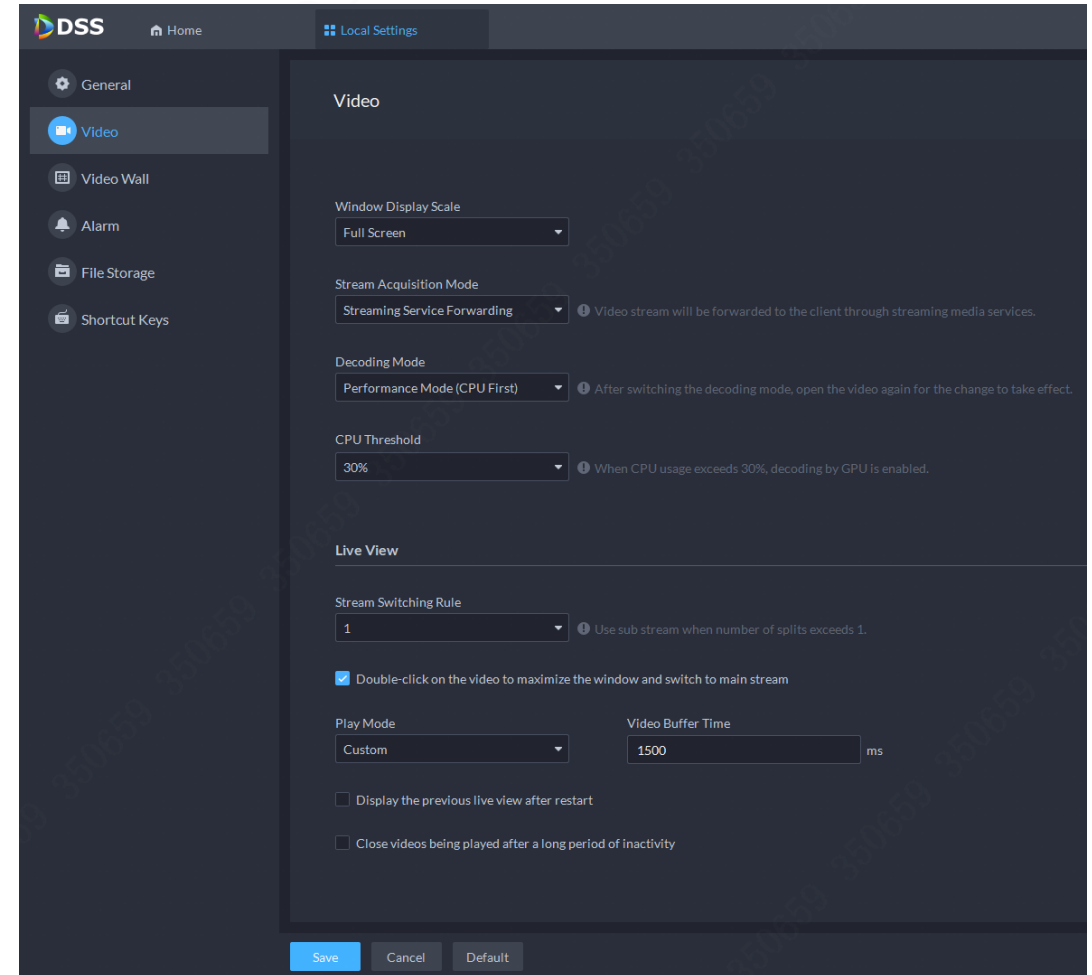 DSS
Home
Local Settings
General
Video
Video Wall
Alarm
File Storage
Shortcut Keys
Video
Window Display Scale
Full Screen
Stream Acquisition Mode
Streaming Service Forwarding
Video stream will be forwarded to the client through streaming media services.
Decoding Mode
Performance Mode (CPU First)
After switching the decoding mode, open the video again for the change to take effect.
CPU Threshold
30%
When CPU usage exceeds 30%, decoding by GPU is enabled.
Live View
Stream Switching Rule
1
Use sub stream when number of splits exceeds 1.
Double-click on the video to maximize the window and switch to main stream
Play Mode
Video Buffer Time
Custom
1500
ms
Display the previous live view after restart
Close videos being played after a long period of inactivity
Save
Cancel
Default
350659 350659